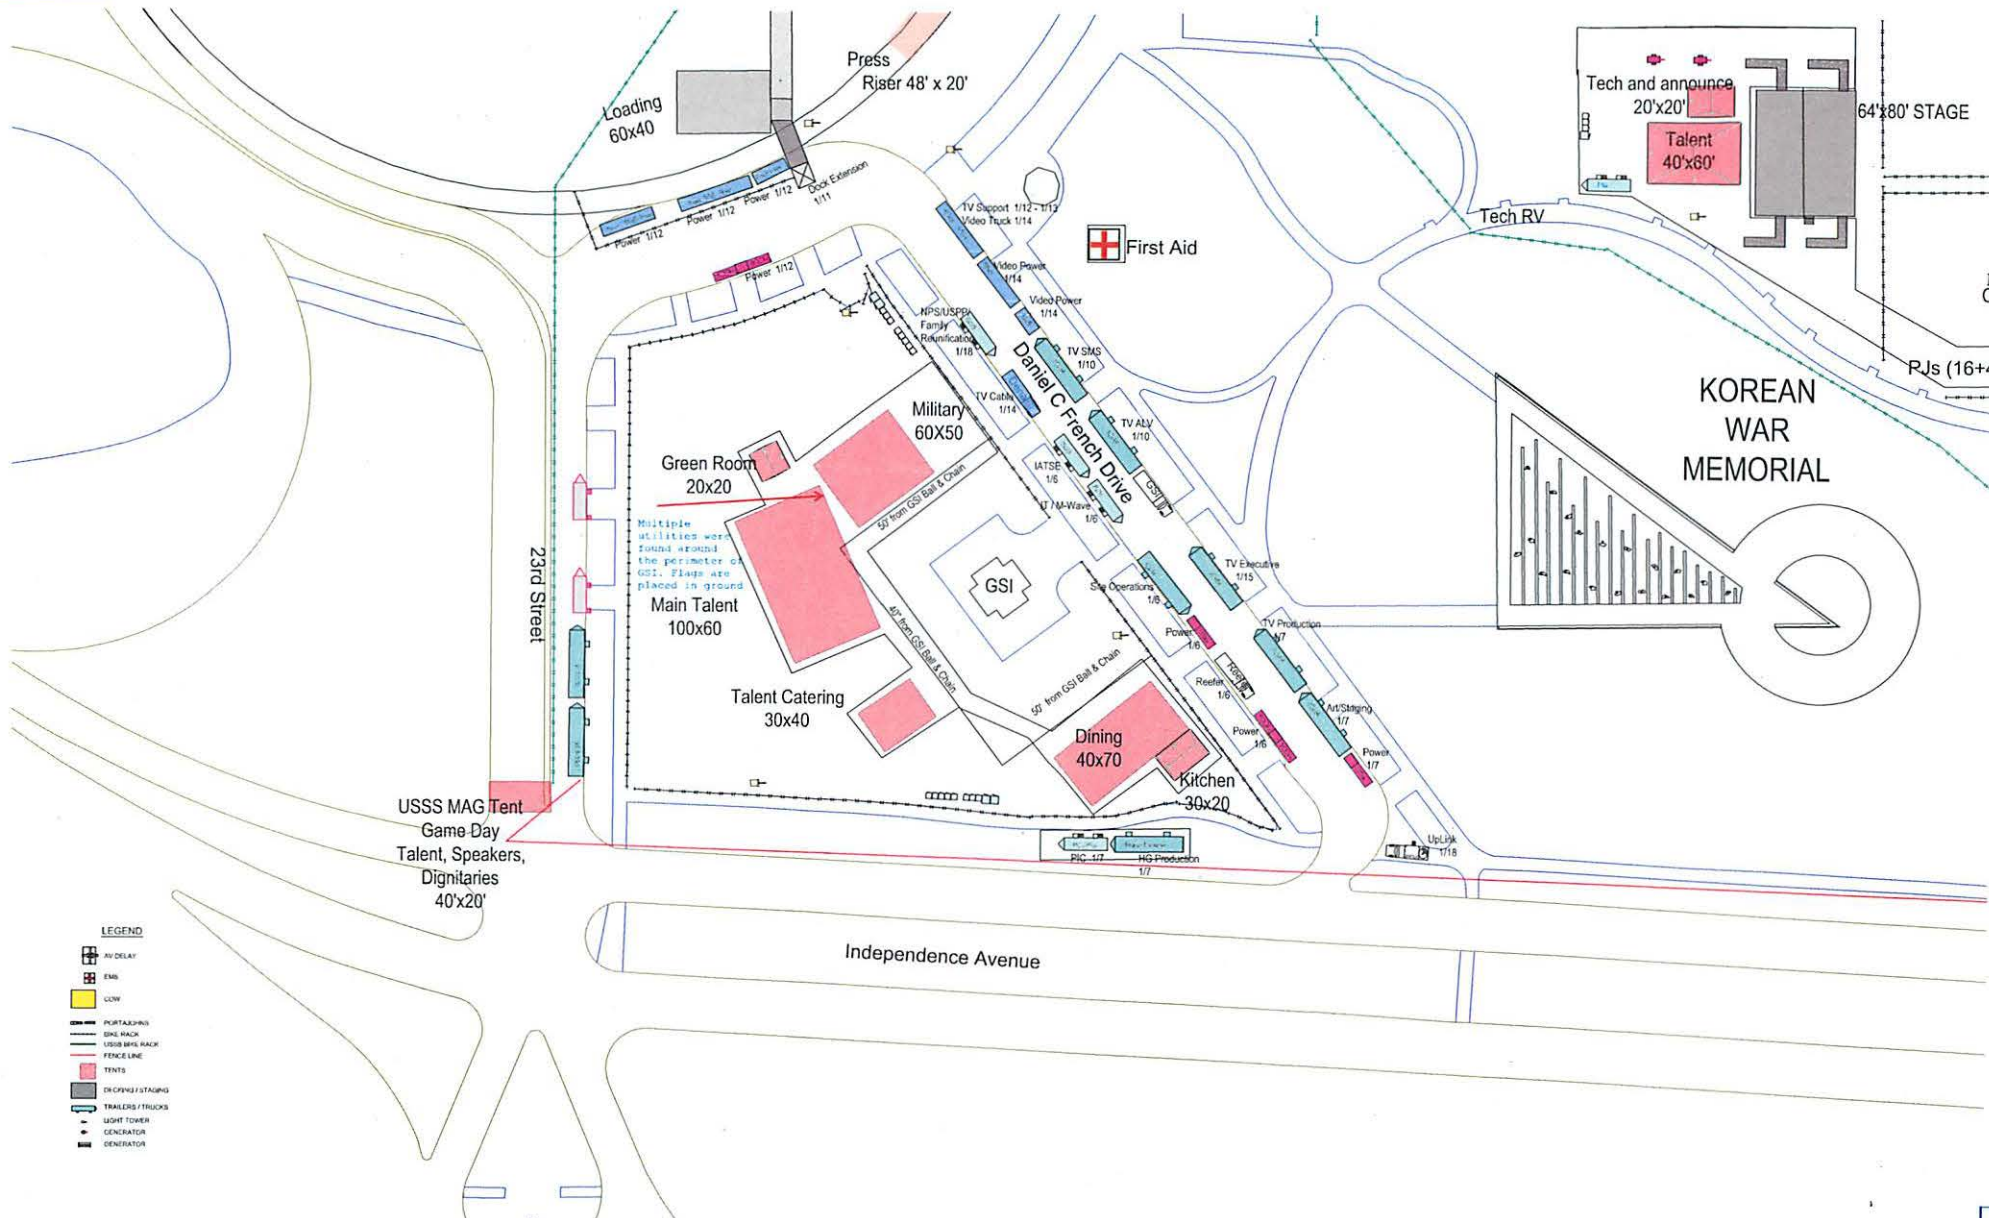 Press
Riser 48' x 20'
Loading
60x40
Dock Extension
1/11
Power 1/12
Power 1/12
Power 1/12
Power 1/12
Tech and announce
20'x20'
64'x80' STAGE
Talent
40'x60'
Tech RV
PJs (16+4
First Aid
TV Support 1/12 - 1/13
Video Truck 1/14
Video Power
1/14
Video Power
1/14
NPS/USPP/
Family
Reunification
1/18
TV SMS
1/10
TV Cable
1/14
Daniel C French Drive
TV ALV
1/10
IATSE
1/6
GSI
IT / M-Wave
1/6
KOREAN
WAR
MEMORIAL
Military
60X50
Green Room
20x20
50' from GSI Ball & Chain
Multiple
utilities were
found around
the perimeter of
GSI. Flags are
placed in ground
Main Talent
100x60
GSI
40' from GSI Ball & Chain
50' from GSI Ball & Chain
23rd Street
TV Executive
1/15
Site Operations
1/6
Power
1/6
TV Production
1/7
Reefer
Reefer
1/6
Art/Staging
1/7
Power
1/6
Power
1/7
Talent Catering
30x40
Dining
40x70
Kitchen
30x20
USSS MAG Tent
Game Day
Talent, Speakers,
Dignitaries
40'x20'
PIC 1/7
HG Production
1/7
UpLink
1/18
Independence Avenue
LEGEND
AV DELAY
EMS
COW
PORTAJOHNS
BIKE RACK
USSS BIKE RACK
FENCE LINE
TENTS
DECKING / STAGING
TRAILERS / TRUCKS
LIGHT TOWER
GENERATOR
GENERATOR